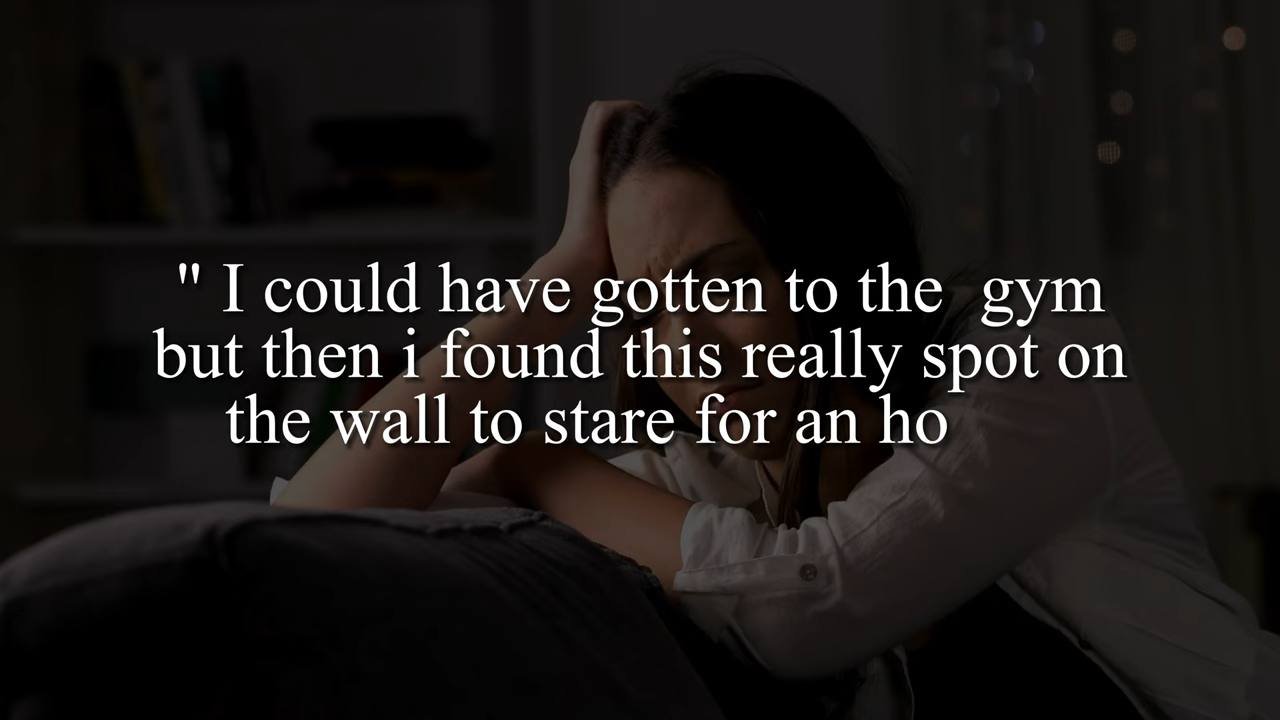 " I could have gotten to the  gym
but then i found this really spot on
the wall to stare for an ho